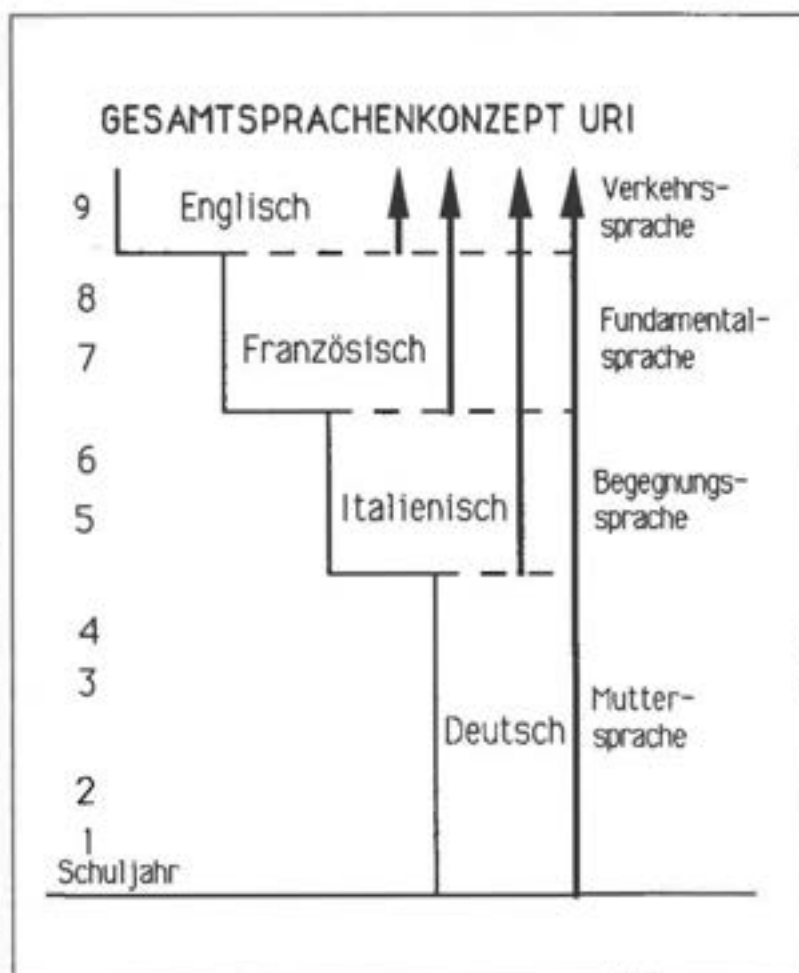 GESAMTSPRACHENKONZEPT URI
9
Englisch
Verkehrs-
sprache
8
7
Französisch
Fundamental-
sprache
6
5
Italienisch
Begegnungs-
sprache
4
3
Deutsch
Mutter-
sprache
2
1
Schuljahr